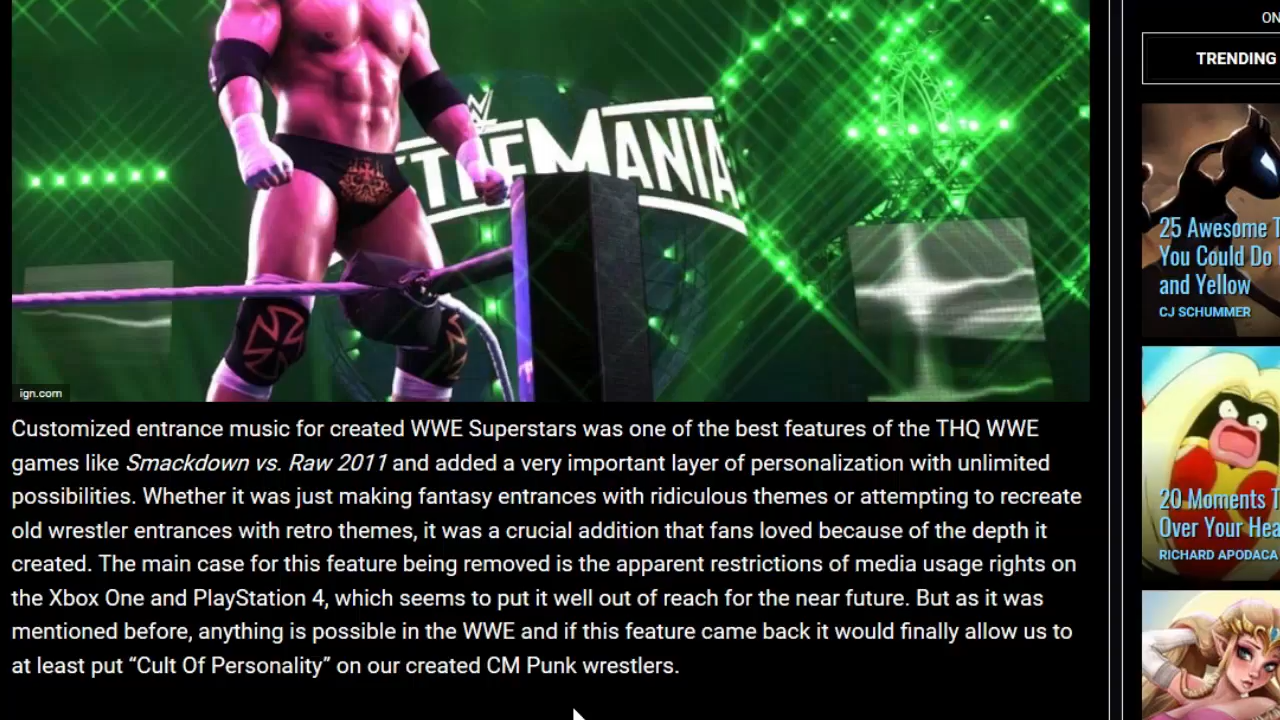 ON
TRENDING
WRESTLEMANIA
25 Awesome T
You Could Do
and Yellow
CJ SCHUMMER
ign.com
Customized entrance music for created WWE Superstars was one of the best features of the THQ WWE
games like Smackdown vs. Raw 2011 and added a very important layer of personalization with unlimited
possibilities. Whether it was just making fantasy entrances with ridiculous themes or attempting to recreate
old wrestler entrances with retro themes, it was a crucial addition that fans loved because of the depth it
created. The main case for this feature being removed is the apparent restrictions of media usage rights on
the Xbox One and PlayStation 4, which seems to put it well out of reach for the near future. But as it was
mentioned before, anything is possible in the WWE and if this feature came back it would finally allow us to
at least put “Cult Of Personality” on our created CM Punk wrestlers.
20 Moments T
Over Your Hea
RICHARD APODACA